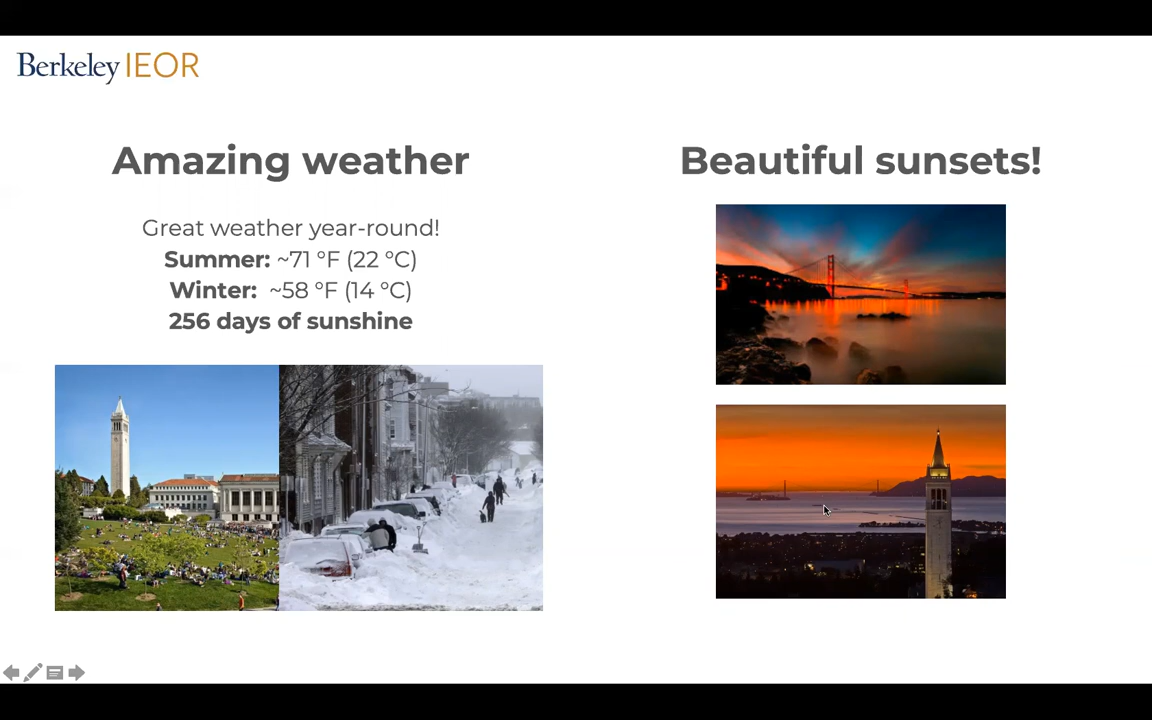 Berkeley IEOR
Amazing weather
Great weather year-round!
Summer: ~71 °F (22 °C)
Winter: ~58 °F (14 °C)
256 days of sunshine
Beautiful sunsets!